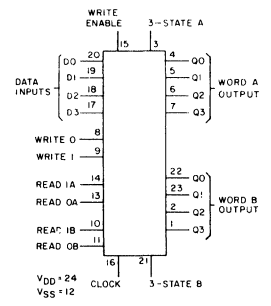 WRITE
ENABLE
3-STATE A
15
3
DATA
INPUTS
D0 20
D1 19
D2 18
D3 17
4 Q0
5 Q1
6 Q2
7 Q3
WORD A
OUTPUT
WRITE 0 8
WRITE 1 9
READ 1A 14
READ 0A 13
READ 1B 10
READ 0B 11
22 Q0
23 Q1
2 Q2
1 Q3
WORD B
OUTPUT
16
21
CLOCK
3-STATE B
VDD = 24
VSS = 12